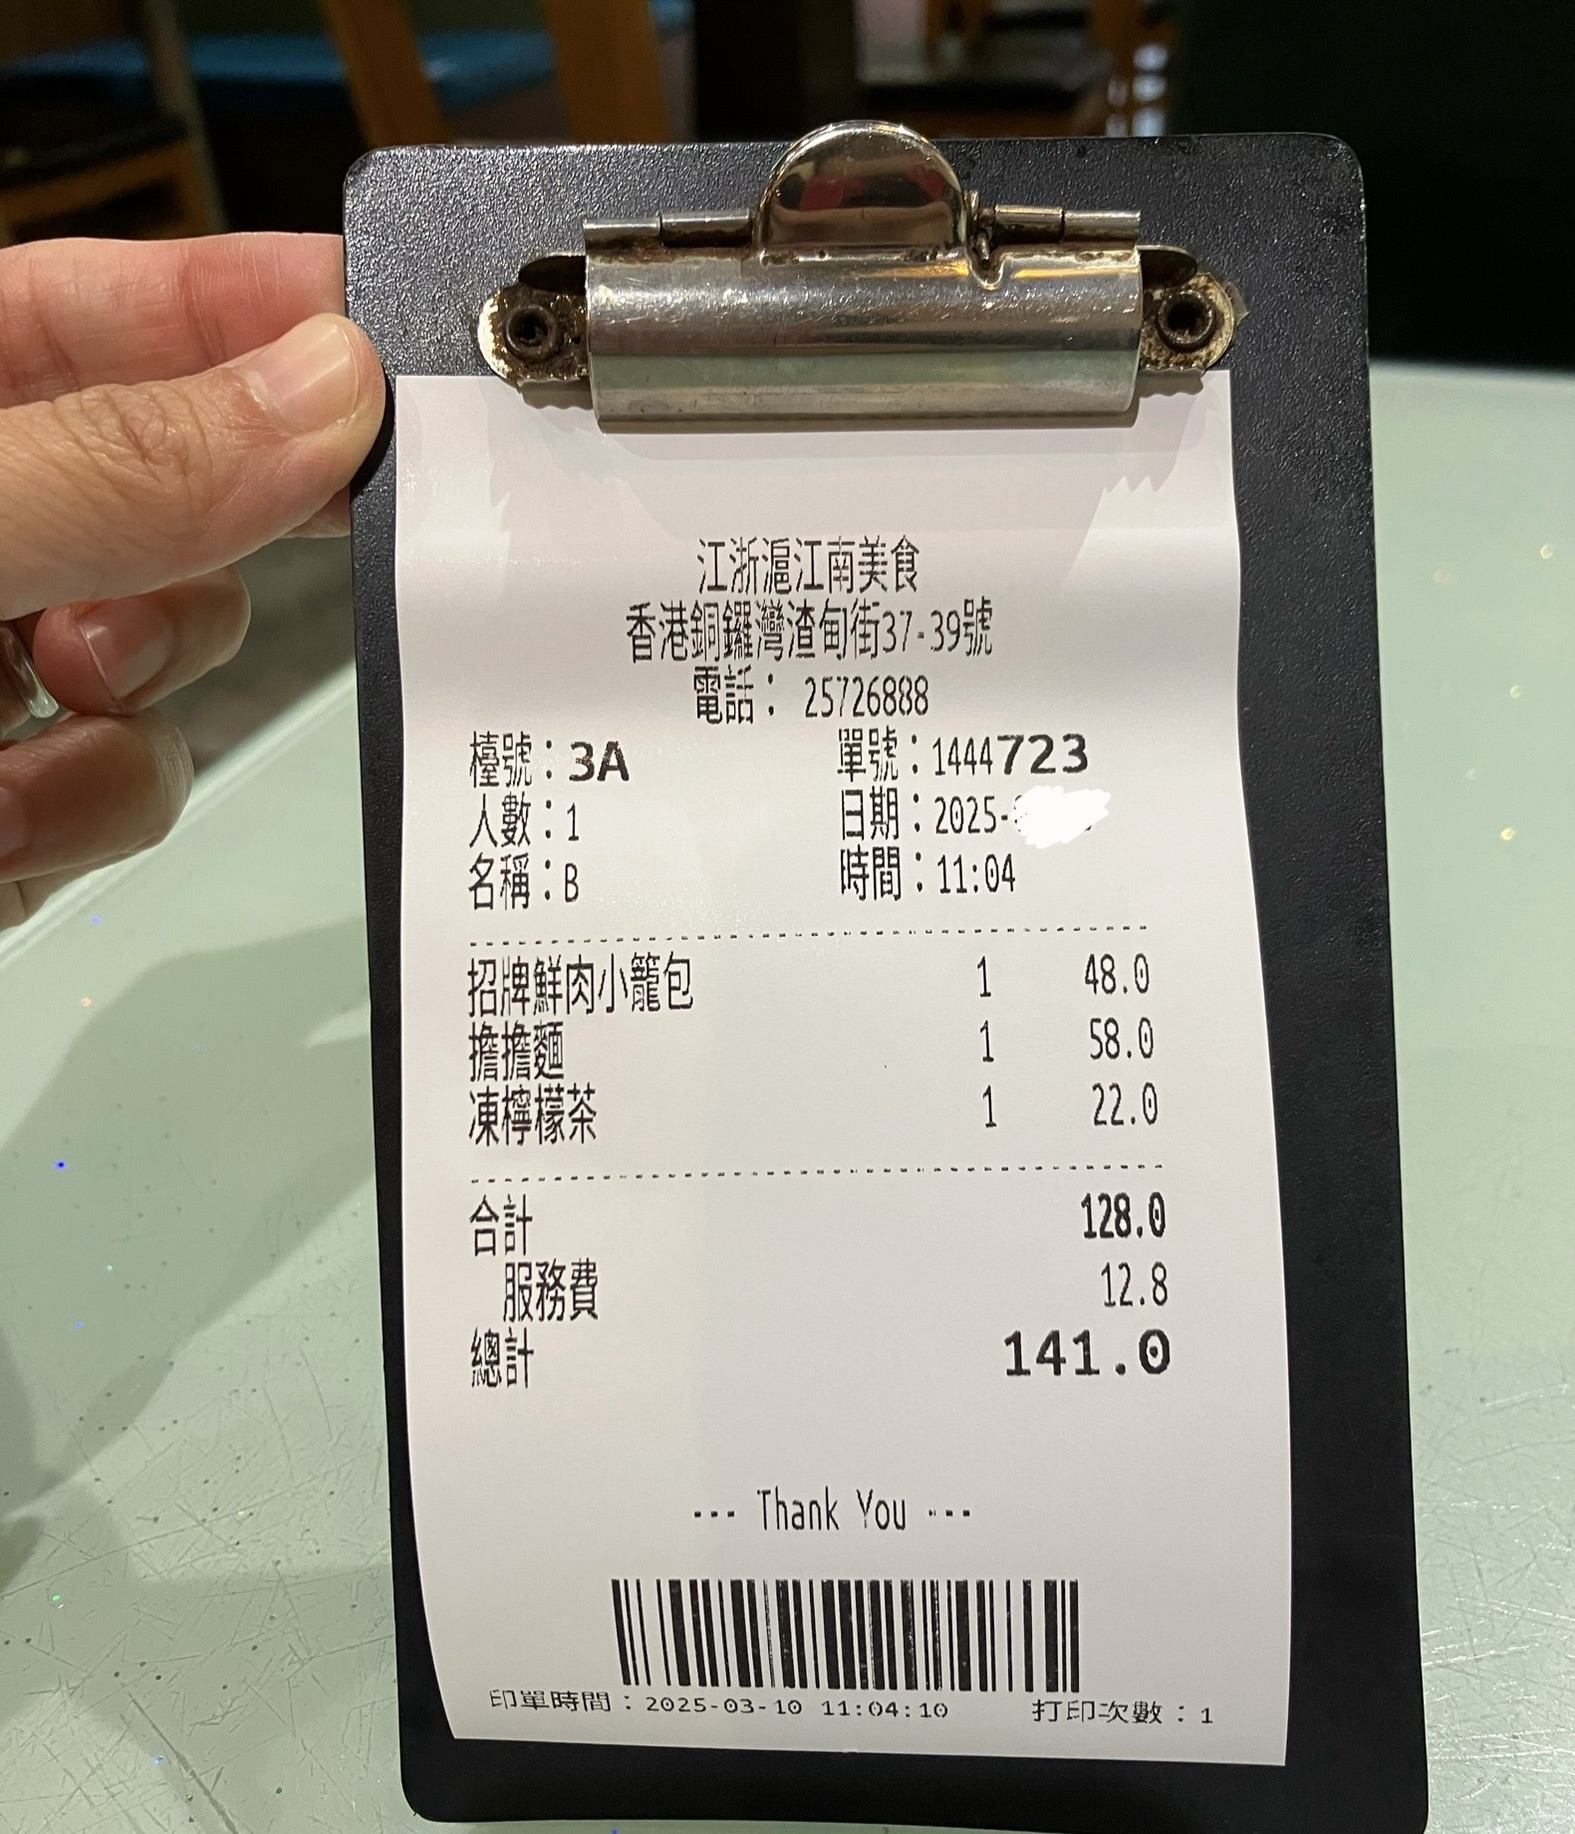 江浙滬江南美食
香港銅鑼灣渣甸街37-39號
電話： 25726888
檯號：3A 單號：1444723
人數：1 日期：2025-
名稱：B 時間：11:04
招牌鮮肉小籠包 1 48.0
擔擔麵 1 58.0
凍檸檬茶 1 22.0
合計 128.0
服務費 12.8
總計 141.0
--- Thank You ---
印單時間：2025-03-10 11:04:10 打印次數：1